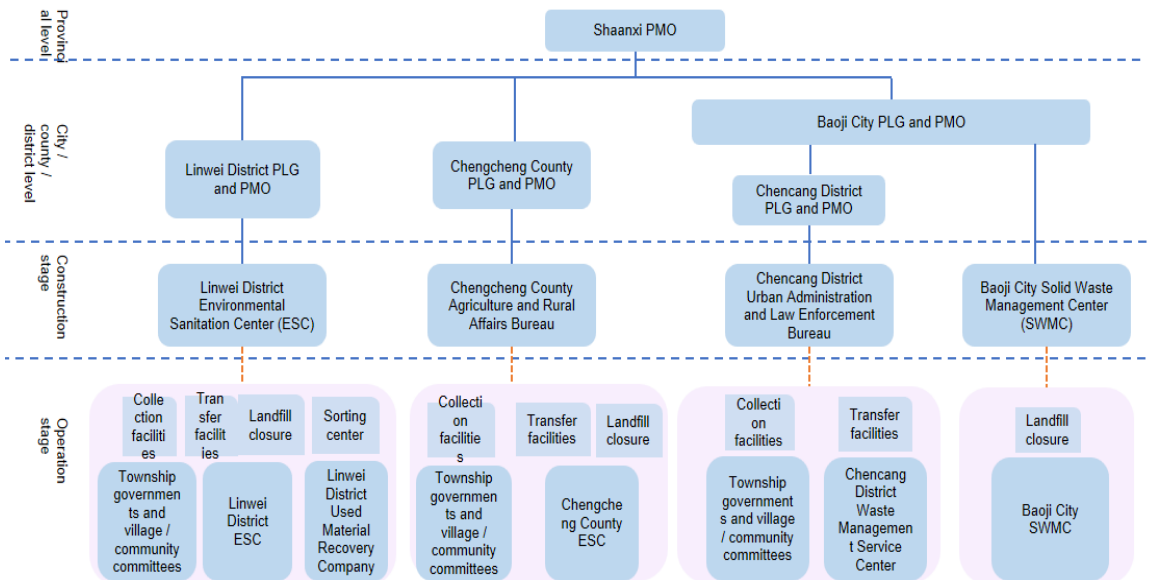 Provinci
al level
Shaanxi PMO
City /
county /
district level
Baoji City PLG and PMO
Linwei District PLG
and PMO
Chengcheng County
PLG and PMO
Chencang District
PLG and PMO
Construction
stage
Linwei District
Environmental
Sanitation Center (ESC)
Chengcheng County
Agriculture and Rural
Affairs Bureau
Chencang District
Urban Administration
and Law Enforcement
Bureau
Baoji City Solid Waste
Management Center
(SWMC)
Operation
stage
Colle
ction
faciliti
es
Tran
sfer
facilit
ies
Landfill
closure
Sorting
center
Township
governmen
ts and
village /
community
committees
Linwei
District
ESC
Linwei
District
Used
Material
Recovery
Company
Collecti
on
facilitie
s
Transfer
facilities
Landfill
closure
Township
governmen
ts and
village /
community
committees
Chengche
ng County
ESC
Collecti
on
facilities
Transfer
facilities
Township
government
s and village
/ community
committees
Chencang
District
Waste
Managemen
t Service
Center
Landfill
closure
Baoji City
SWMC